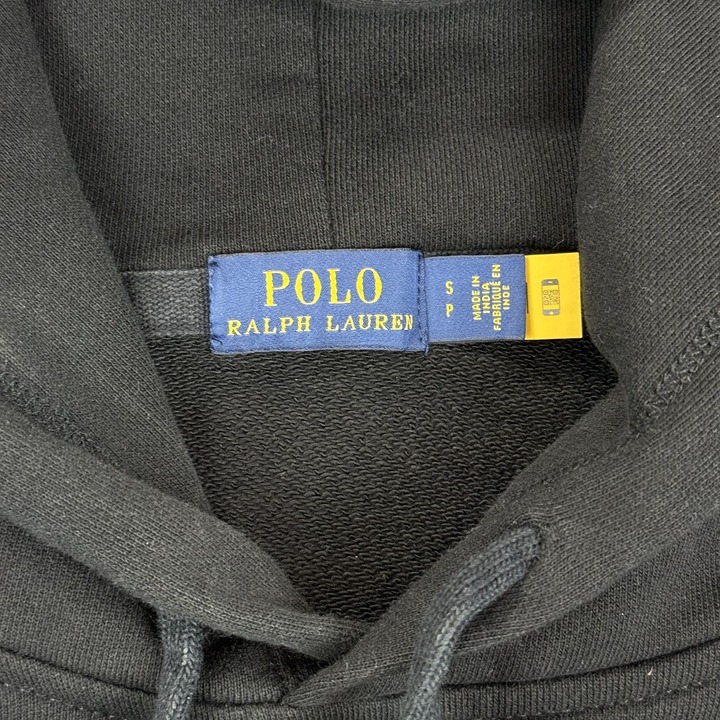 POLO
RALPH LAUREN
S
P
MADE IN
INDIA
FABRIQUÉ EN
INDE